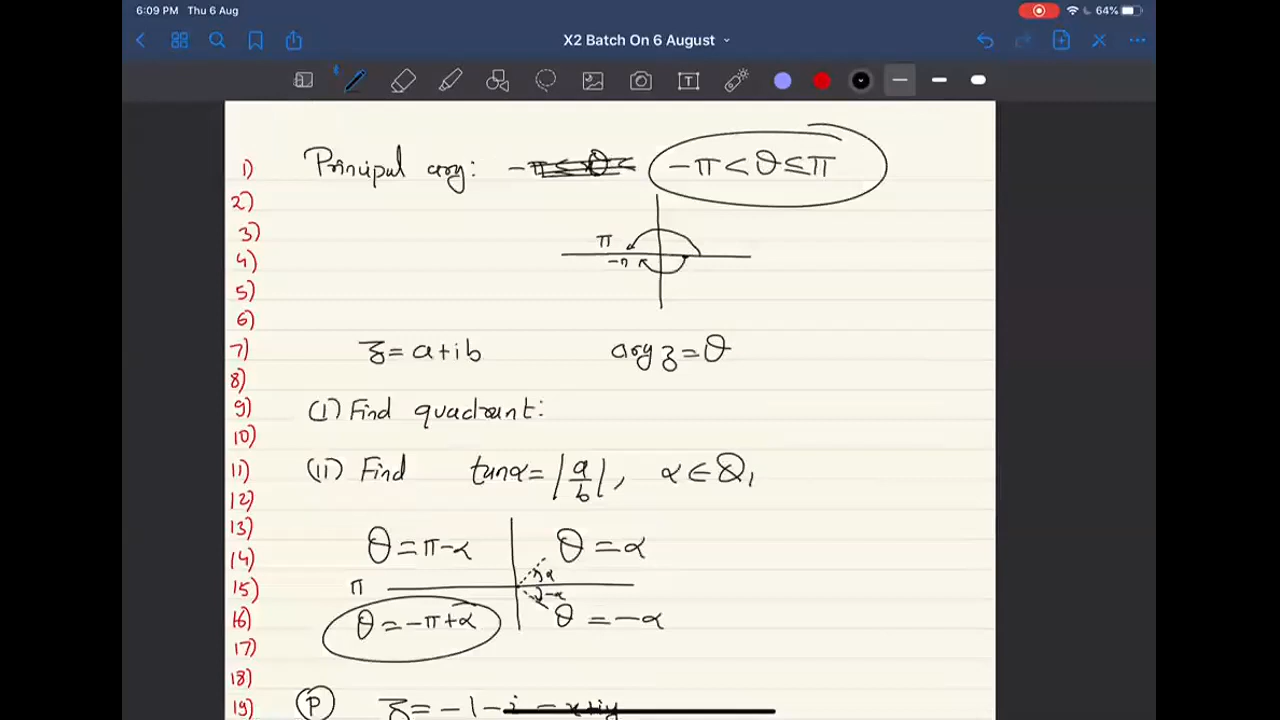 6:09 PM Thu 6 Aug
64%
X2 Batch On 6 August
1) Principal arg: -π<θ≤π
2)
3) π
4) -π
5)
6)
7) z=a+ib arg z=θ
8)
9) (I) Find quadrant:
10)
11) (II) Find tanα=|a/b|, α∈Q1
12)
13)
14) θ=π-α θ=α
α
15) π -α
16) θ=-π+α θ=-α
17)
18)
19) (P) z=-1-i=x+iy